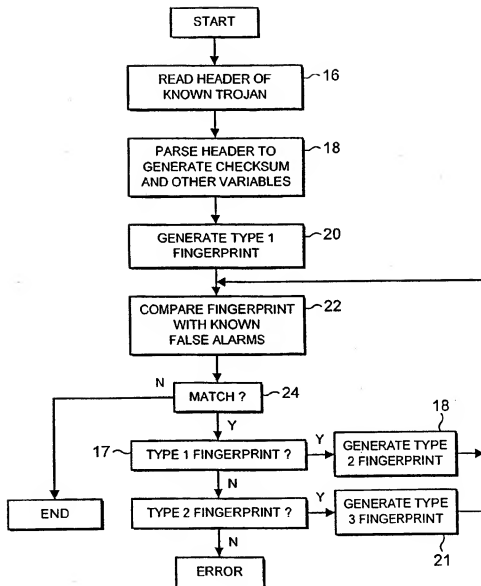 START
READ HEADER OF
KNOWN TROJAN
16
PARSE HEADER TO
GENERATE CHECKSUM
AND OTHER VARIABLES
18
GENERATE TYPE 1
FINGERPRINT
20
COMPARE FINGERPRINT
WITH KNOWN
FALSE ALARMS
22
N
MATCH ?
24
Y
17
TYPE 1 FINGERPRINT ?
Y
18
GENERATE TYPE
2 FINGERPRINT
N
END
TYPE 2 FINGERPRINT ?
Y
GENERATE TYPE
3 FINGERPRINT
21
N
ERROR